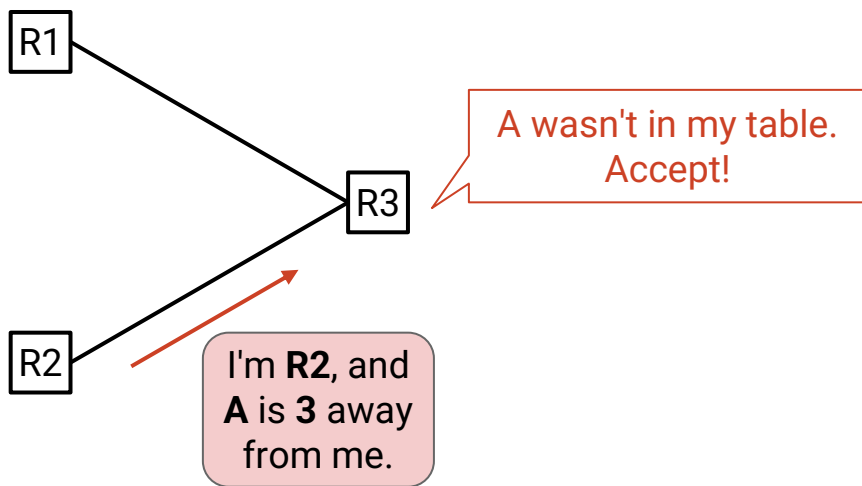 R1
A wasn't in my table.
Accept!
R3
R2
I'm R2, and
A is 3 away
from me.